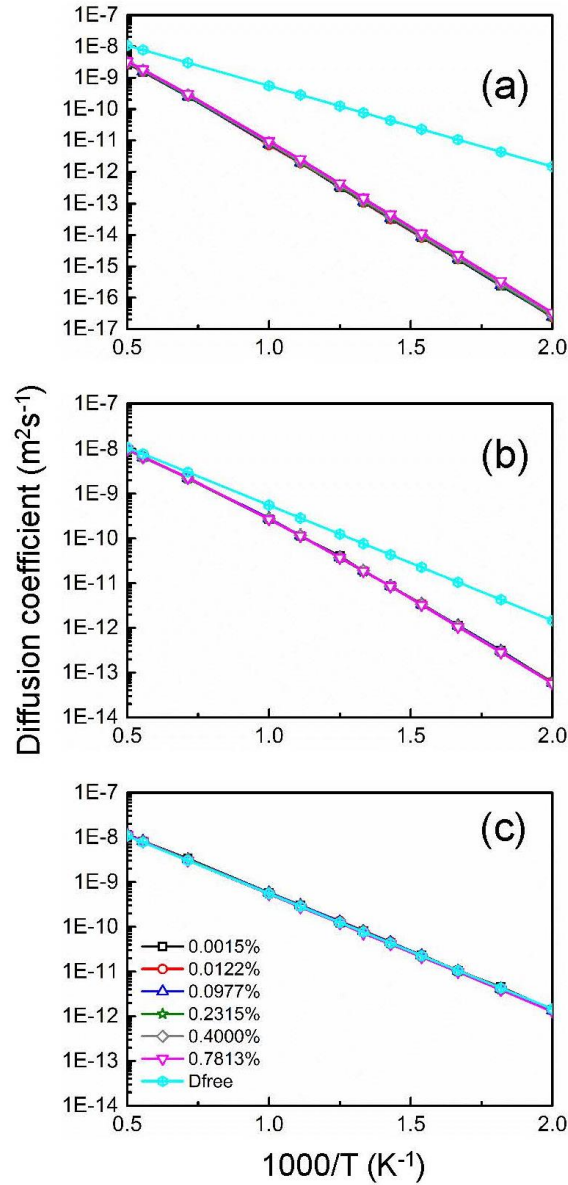 1E-7
1E-8
1E-9
1E-10
1E-11
1E-12
1E-13
1E-14
1E-15
1E-16
1E-17
(a)
0.5
1.0
1.5
2.0
1E-7
1E-8
1E-9
1E-10
1E-11
1E-12
1E-13
1E-14
(b)
0.5
1.0
1.5
2.0
Diffusion coefficient (m²s⁻¹)
1E-7
1E-8
1E-9
1E-10
1E-11
1E-12
1E-13
1E-14
(c)
0.0015%
0.0122%
0.0977%
0.2315%
0.4000%
0.7813%
Dfree
0.5
1.0
1.5
2.0
1000/T (K⁻¹)